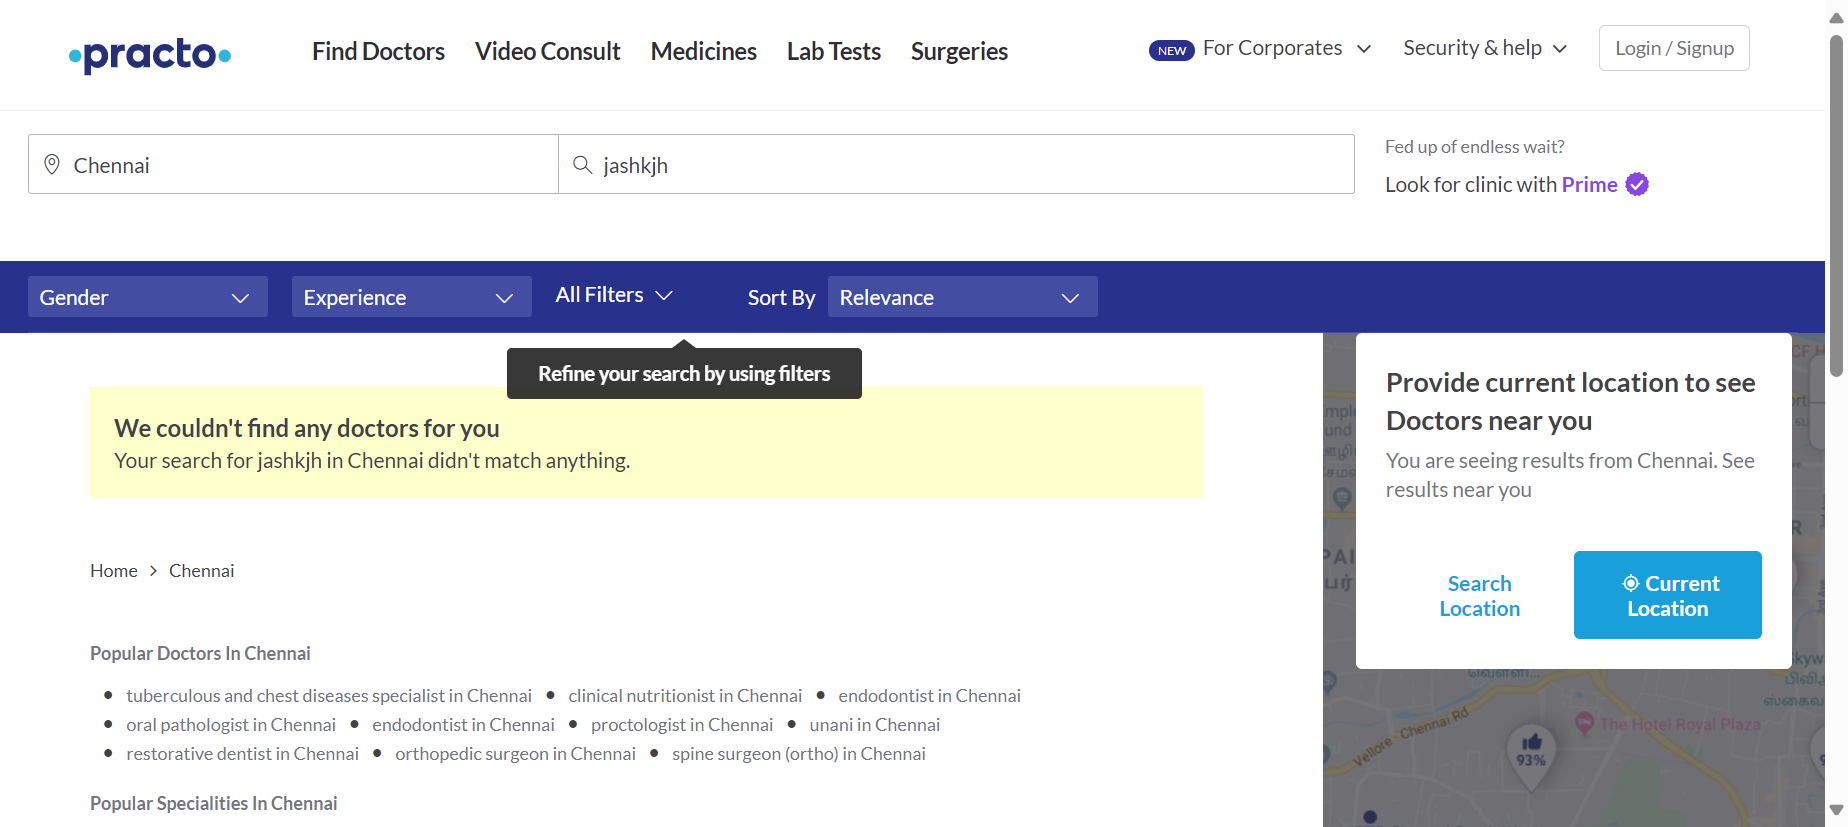 practo
Find Doctors
Video Consult
Medicines
Lab Tests
Surgeries
NEW For Corporates
Security & help
Login / Signup
Chennai
jashkjh
Fed up of endless wait?
Look for clinic with Prime
Gender
Experience
All Filters
Sort By
Relevance
Refine your search by using filters
We couldn't find any doctors for you
Your search for jashkjh in Chennai didn't match anything.
Home > Chennai
Popular Doctors In Chennai
• tuberculous and chest diseases specialist in Chennai • clinical nutritionist in Chennai • endodontist in Chennai
• oral pathologist in Chennai • endodontist in Chennai • proctologist in Chennai • unani in Chennai
• restorative dentist in Chennai • orthopedic surgeon in Chennai • spine surgeon (ortho) in Chennai
Popular Specialities In Chennai
Provide current location to see
Doctors near you
You are seeing results from Chennai. See
results near you
Search
Location
Current
Location
Vellore - Chennai Rd
The Hotel Royal Plaza
93%